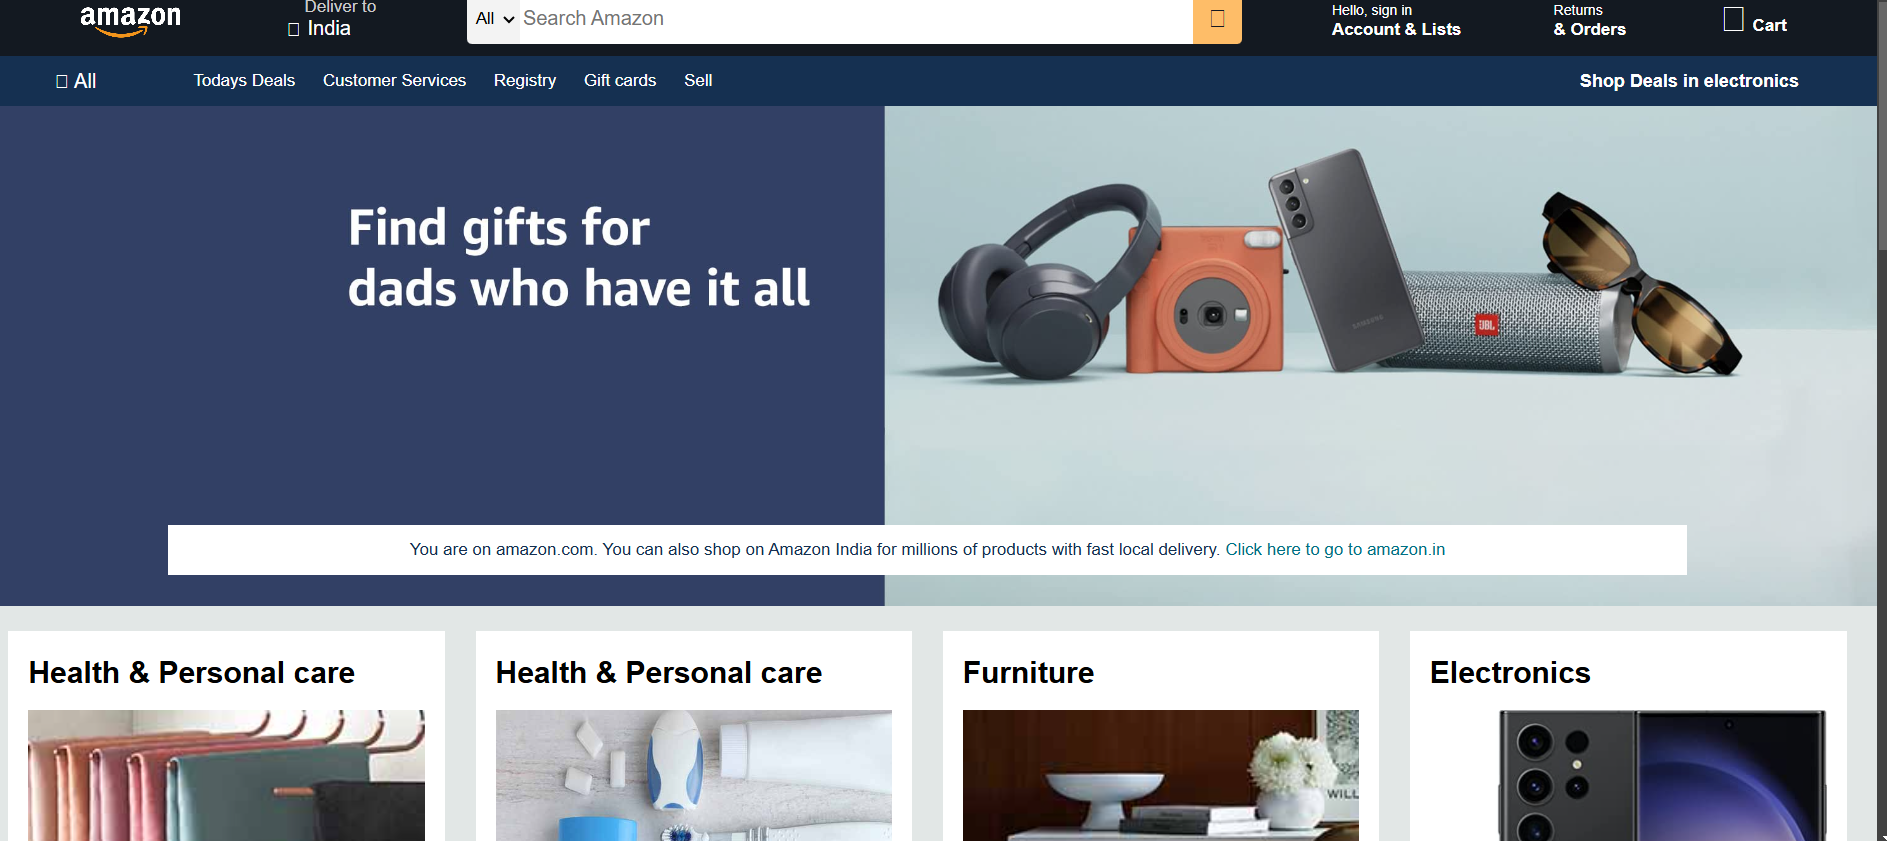 amazon
Deliver to
India
All
Search Amazon
Hello, sign in
Account & Lists
Returns
& Orders
Cart
All
Todays Deals
Customer Services
Registry
Gift cards
Sell
Shop Deals in electronics
Find gifts for
dads who have it all
SAMSUNG
JBL
You are on amazon.com. You can also shop on Amazon India for millions of products with fast local delivery. Click here to go to amazon.in
Health & Personal care
Health & Personal care
Furniture
Electronics
WILL